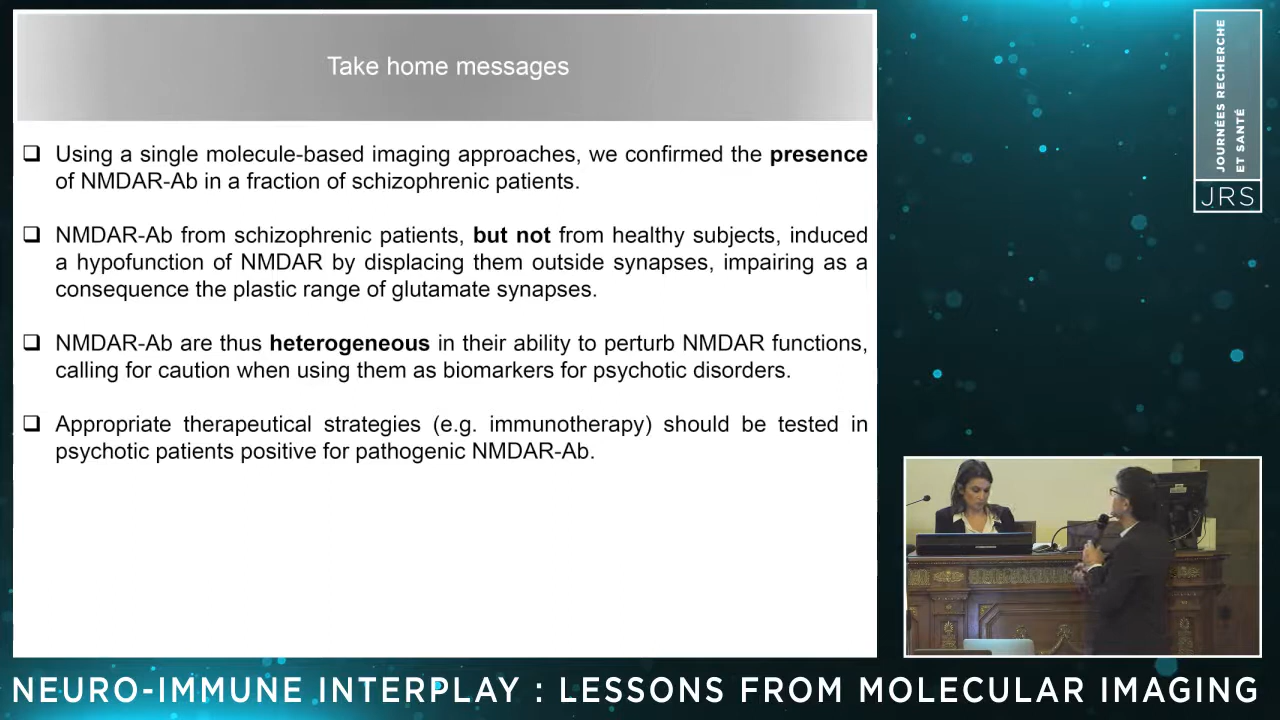 Take home messages
❑ Using a single molecule-based imaging approaches, we confirmed the presence
of NMDAR-Ab in a fraction of schizophrenic patients.
❑ NMDAR-Ab from schizophrenic patients, but not from healthy subjects, induced
a hypofunction of NMDAR by displacing them outside synapses, impairing as a
consequence the plastic range of glutamate synapses.
❑ NMDAR-Ab are thus heterogeneous in their ability to perturb NMDAR functions,
calling for caution when using them as biomarkers for psychotic disorders.
❑ Appropriate therapeutical strategies (e.g. immunotherapy) should be tested in
psychotic patients positive for pathogenic NMDAR-Ab.
JOURNÉES RECHERCHE
ET SANTÉ
JRS
NEURO-IMMUNE INTERPLAY : LESSONS FROM MOLECULAR IMAGING